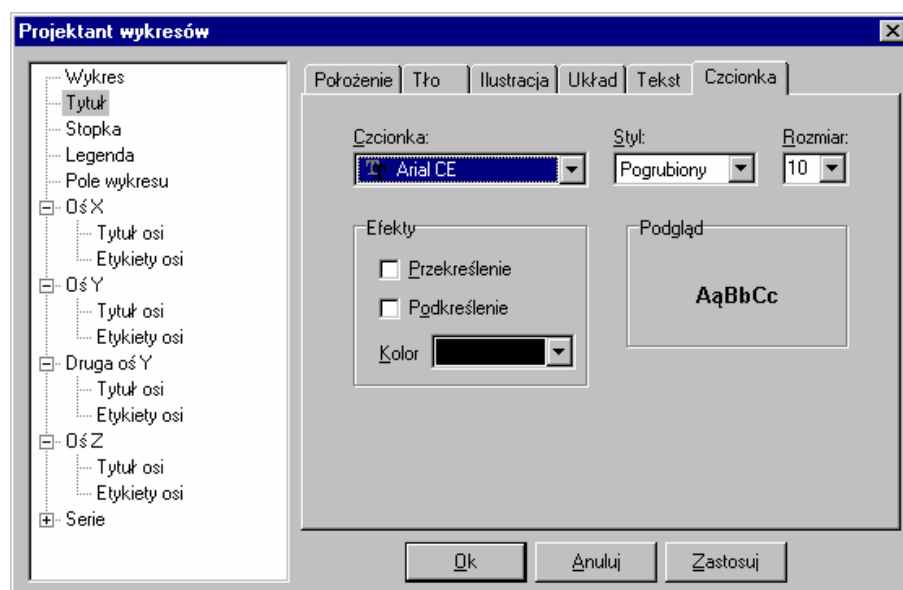 Projektant wykresów
Wykres
Tytuł
Stopka
Legenda
Pole wykresu
Oś X
Tytuł osi
Etykiety osi
Oś Y
Tytuł osi
Etykiety osi
Druga oś Y
Tytuł osi
Etykiety osi
Oś Z
Tytuł osi
Etykiety osi
Serie
Położenie Tło Ilustracja Układ Tekst Czcionka
Czcionka: Styl: Rozmiar:
Arial CE Pogrubiony 10
Efekty
Przekreślenie
Podkreślenie
Kolor
Podgląd
AąBbCc
Ok Anuluj Zastosuj